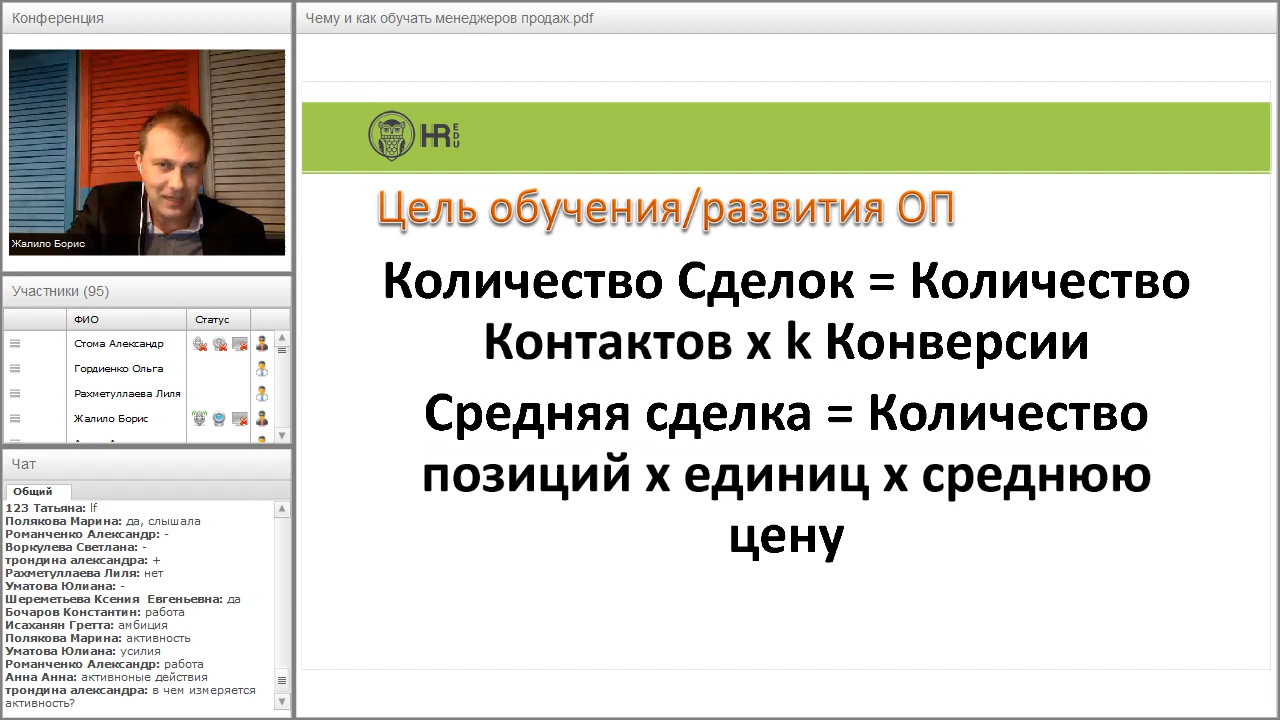 Конференция
Жалило Борис
Участники (95)
ФИО
Статус
Стома Александр
Гордиенко Ольга
Рахметуллаева Лиля
Жалило Борис
Чат
Общий
123 Татьяна: lf
Полякова Марина: да, слышала
Романченко Александр: -
Воркулева Светлана: -
трондина александра: +
Рахметуллаева Лиля: нет
Уматова Юлиана: -
Шереметьева Ксения Евгеньевна: да
Бочаров Константин: работа
Исаханян Гретта: амбиция
Полякова Марина: активность
Уматова Юлиана: усилия
Романченко Александр: работа
Анна Анна: активноные действия
трондина александра: в чем измеряется
активность?
Чему и как обучать менеджеров продаж.pdf
HR EDU
Цель обучения/развития ОП
Количество Сделок = Количество
Контактов х k Конверсии
Средняя сделка = Количество
позиций х единиц х среднюю
цену